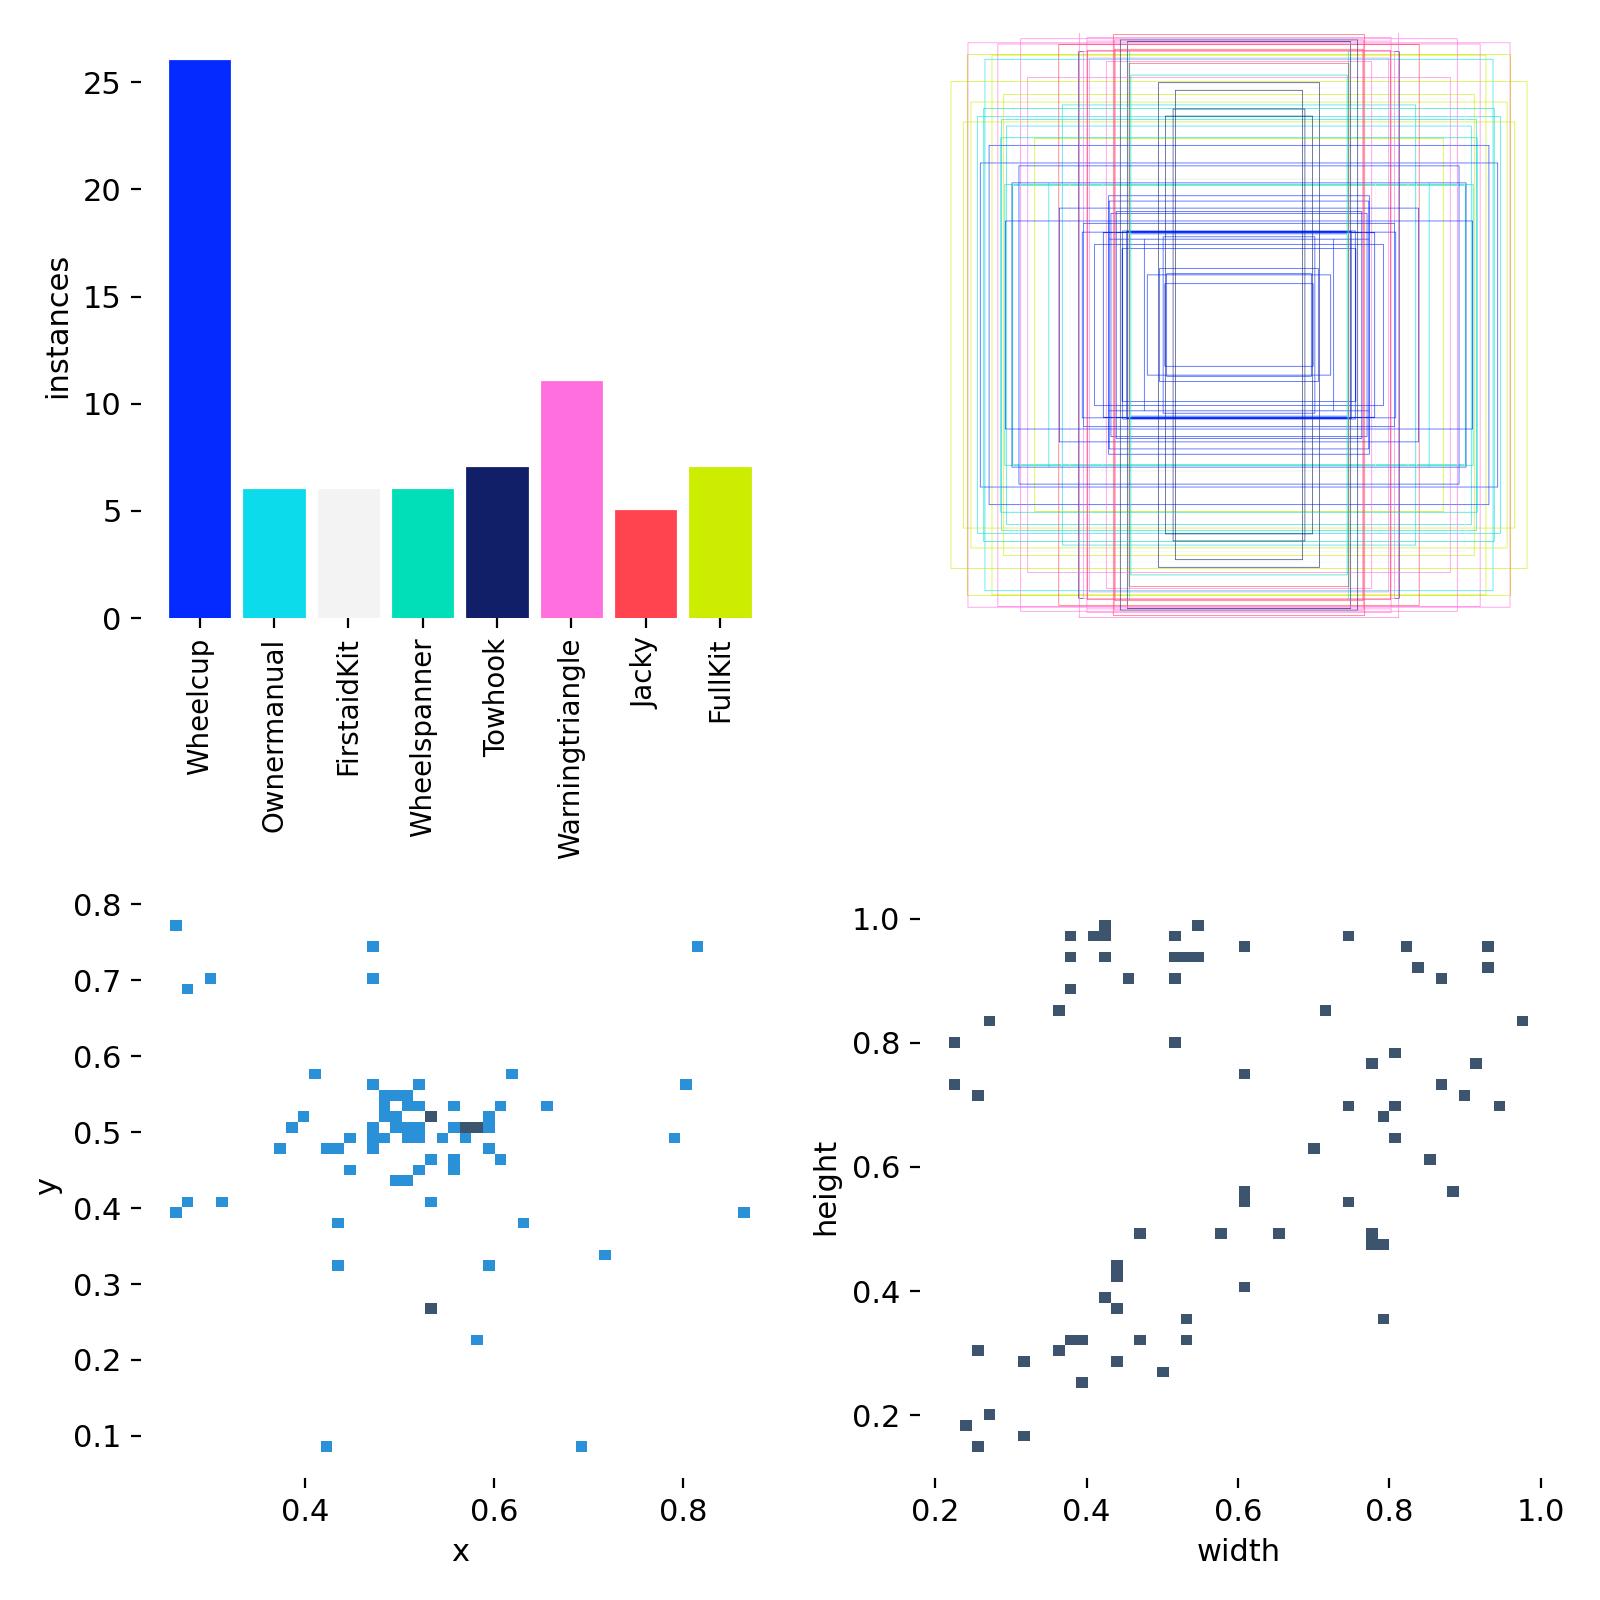 instances
25
20
15
10
5
0
Wheelcup
Ownermanual
FirstaidKit
Wheelspanner
Towhook
Warningtriangle
Jacky
FullKit
y
0.8
0.7
0.6
0.5
0.4
0.3
0.2
0.1
0.4 0.6 0.8
x
height
1.0
0.8
0.6
0.4
0.2
0.2 0.4 0.6 0.8 1.0
width